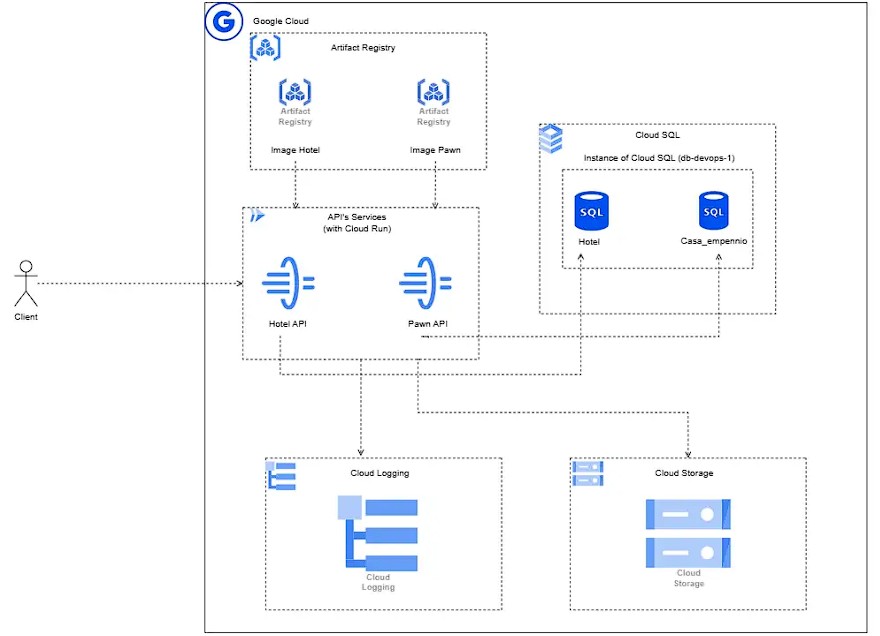 Google Cloud
Artifact Registry
Artifact
Registry
Artifact
Registry
Image Hotel
Image Pawn
Cloud SQL
Instance of Cloud SQL (db-devops-1)
SQL
SQL
Hotel
Casa_empennio
API's Services
(with Cloud Run)
Client
Hotel API
Pawn API
Cloud Logging
Cloud
Logging
Cloud Storage
Cloud
Storage